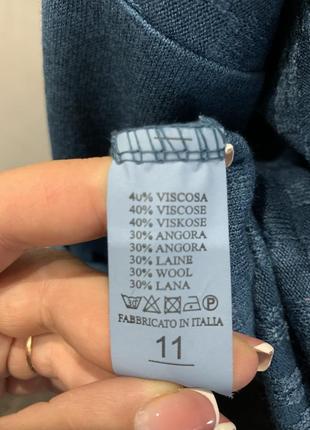 40% VISCOSA
40% VISCOSE
40% VISKOSE
30% ANGORA
30% ANGORA
30% LAINE
30% WOOL
30% LANA
30 P
FABBRICATO IN ITALIA
11